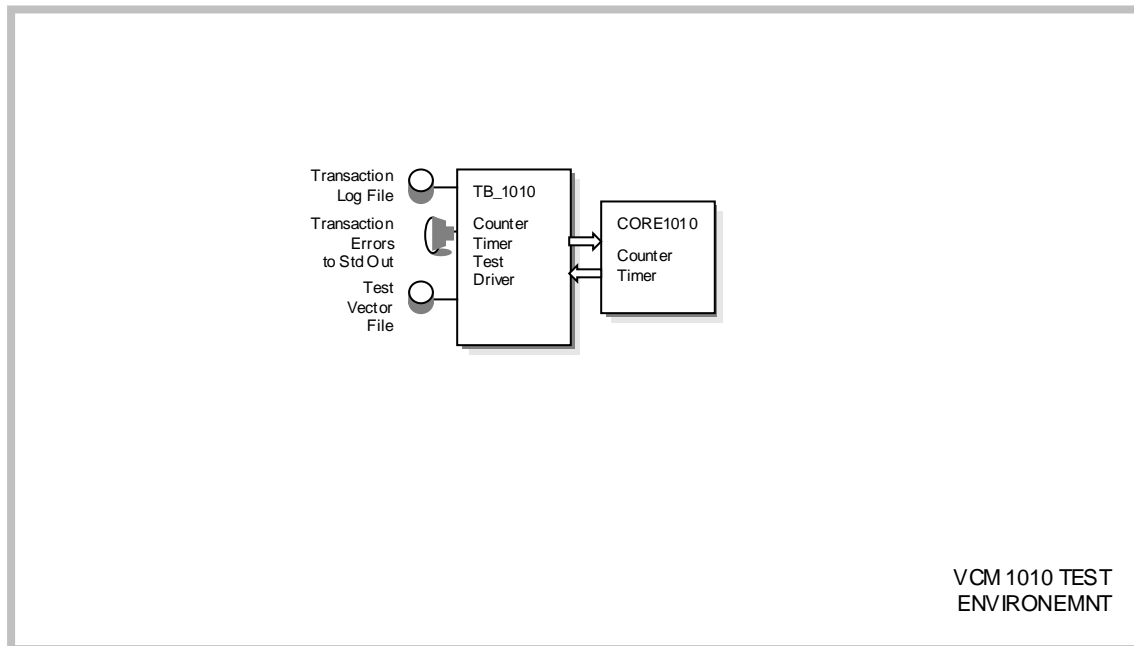 Transaction
Log File
Transaction
Errors
to Std Out
Test
Vector
File
TB_1010
Counter
Timer
Test
Driver
CORE1010
Counter
Timer
VCM 1010 TEST
ENVIRONEMNT